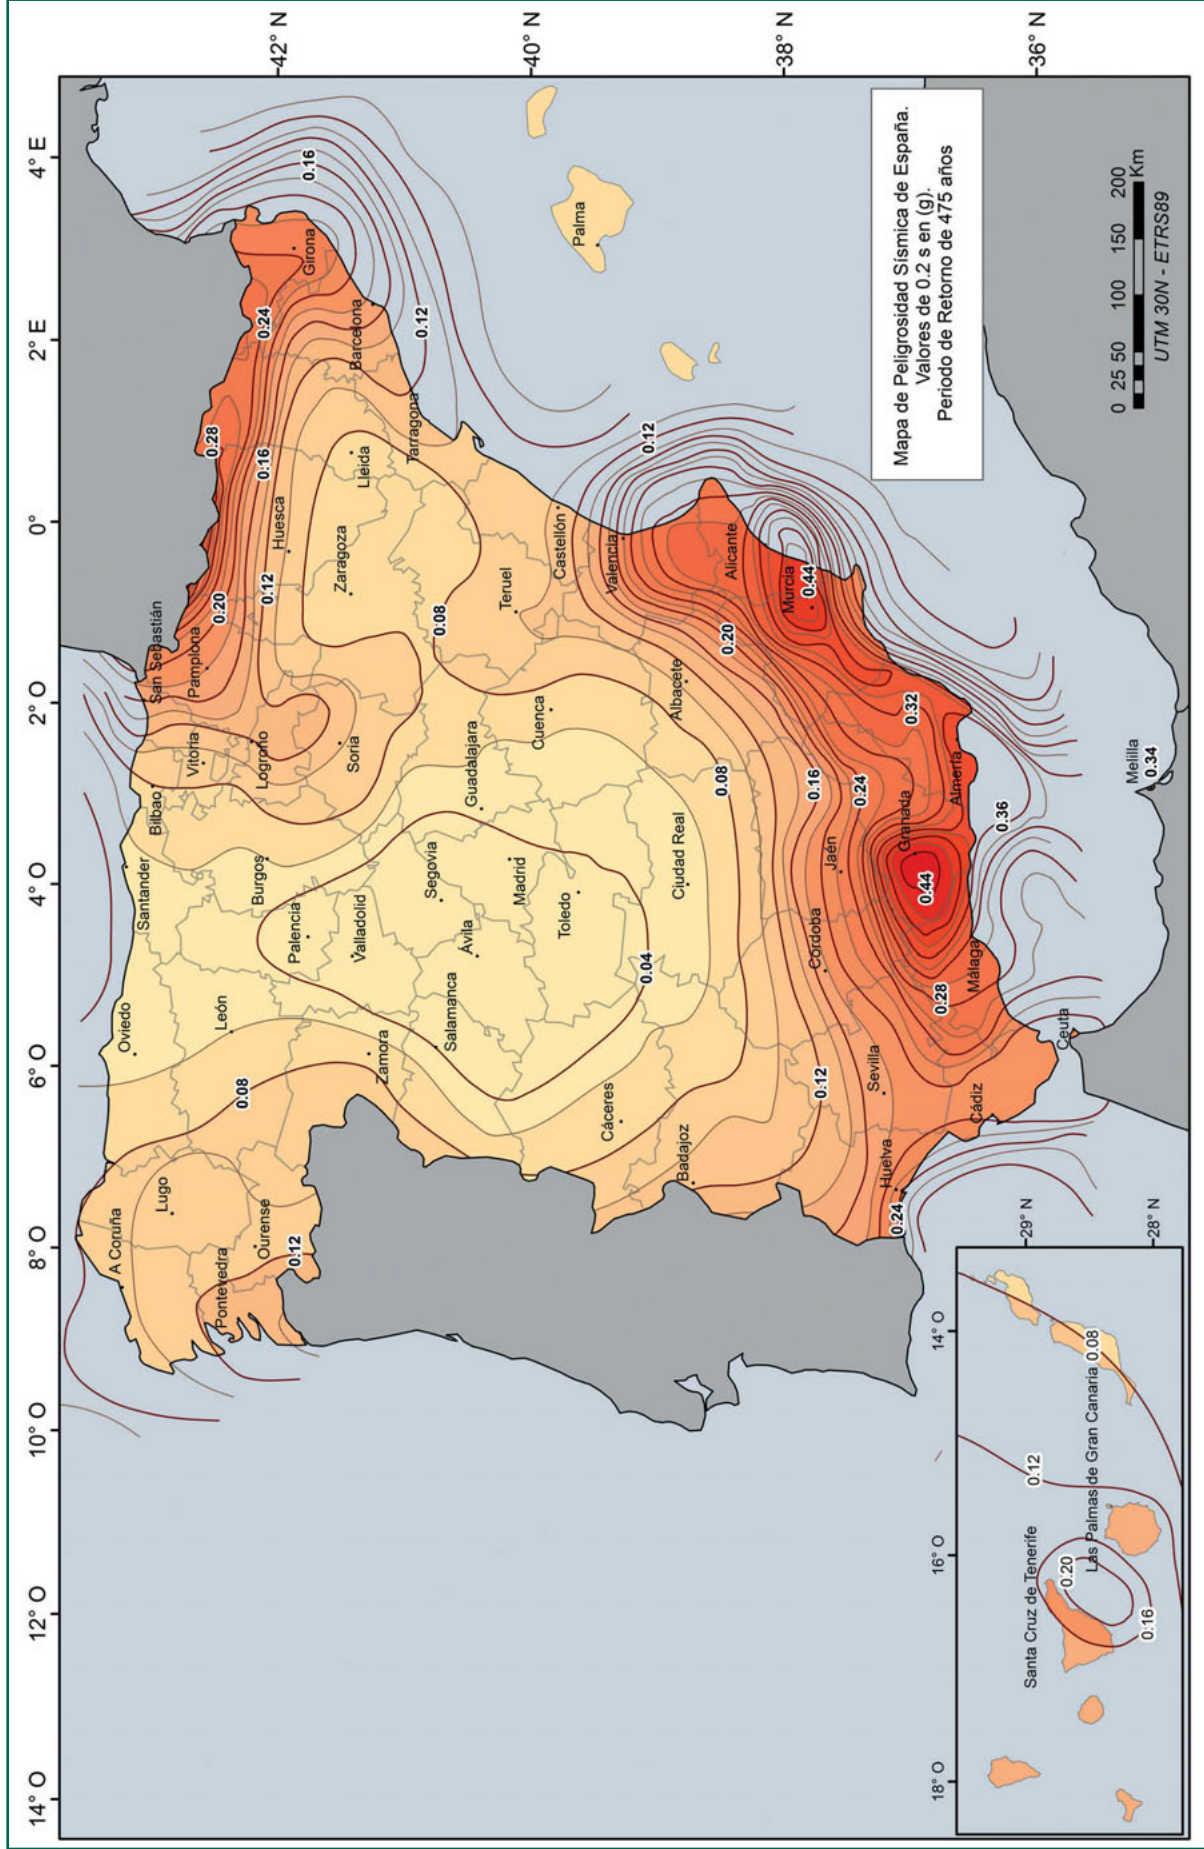 14° O
12° O
10° O
8° O
6° O
4° O
2° O
0°
2° E
4° E
42° N
40° N
38° N
36° N
A Coruña
Lugo
Pontevedra
Ourense
Oviedo
León
Zamora
Santander
Burgos
Palencia
Valladolid
Salamanca
Ávila
Segovia
Madrid
Toledo
Cáceres
Badajoz
Ciudad Real
Guadalajara
Cuenca
Albacete
Bilbao
Vitoria
Logroño
Soria
San Sebastián
Pamplona
Huesca
Zaragoza
Teruel
Lleida
Tarragona
Barcelona
Girona
Castellón
Valencia
Alicante
Murcia
Palma
Huelva
Sevilla
Cádiz
Córdoba
Jaén
Granada
Almería
Málaga
Ceuta
Melilla
0.08
0.12
0.04
0.08
0.08
0.12
0.16
0.20
0.24
0.28
0.12
0.16
0.12
0.12
0.20
0.16
0.24
0.32
0.44
0.44
0.28
0.36
0.34
0.24
Mapa de Peligrosidad Sísmica de España.
Valores de 0.2 s en (g).
Periodo de Retorno de 475 años
0 25 50 100 150 200
Km
UTM 30N - ETRS89
18° O
16° O
14° O
29° N
28° N
Santa Cruz de Tenerife
Las Palmas de Gran Canaria
0.08
0.12
0.16
0.20